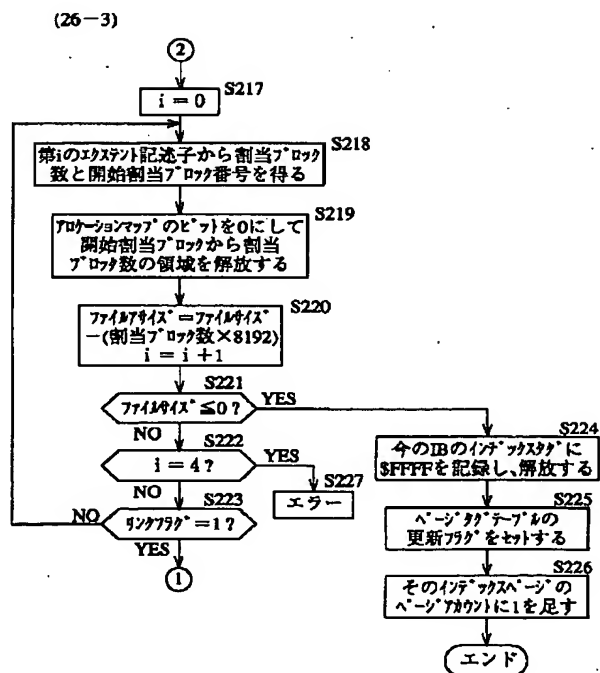 (26-3)
②
S217
i=0
S218
第iのエクステント記述子から割当ブロック
数と開始割当ブロック番号を得る
S219
アロケーションマップのビットを0にして
開始割当ブロックから割当
ブロック数の領域を解放する
S220
ファイルアサイズ=ファイルサイズ
-(割当ブロック数×8192)
i=i+1
S221
ファイルサイズ≦0?
YES
NO
S222
i=4?
YES
NO
S227
エラー
S223
リンクフラグ=1?
NO
YES
①
S224
今のIBのインデックスタグに
$FFFFを記録し、解放する
S225
ページタグテーブルの
更新フラグをセットする
S226
そのインデックスページの
ページアカウントに1を足す
エンド